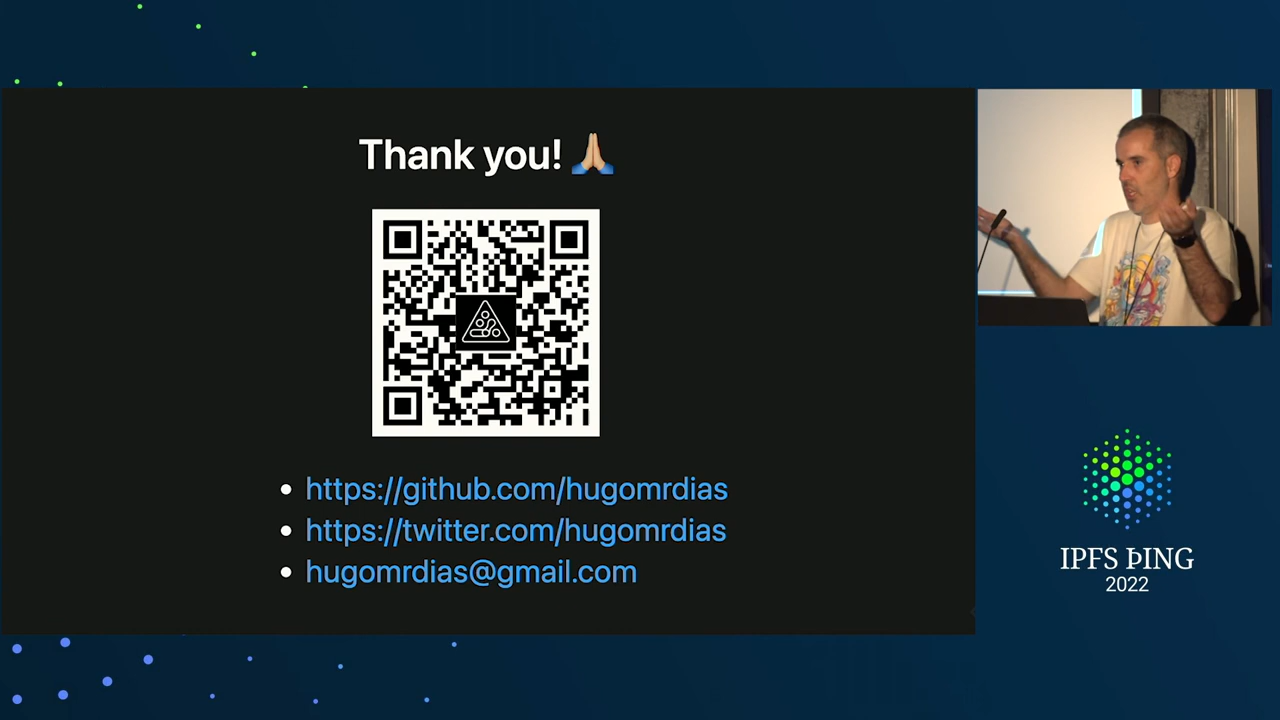 Thank you! 🙏🏼
https://github.com/hugomrdias
https://twitter.com/hugomrdias
hugomrdias@gmail.com
IPFS ÞING
2022